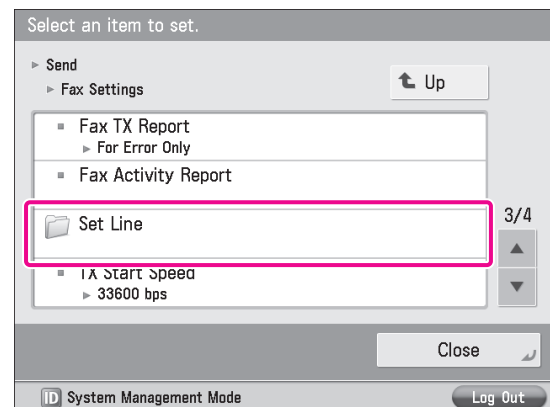 Select an item to set.
Send
Fax Settings
Up
Fax TX Report
For Error Only
Fax Activity Report
Set Line
3/4
TX Start Speed
33600 bps
Close
ID System Management Mode
Log Out